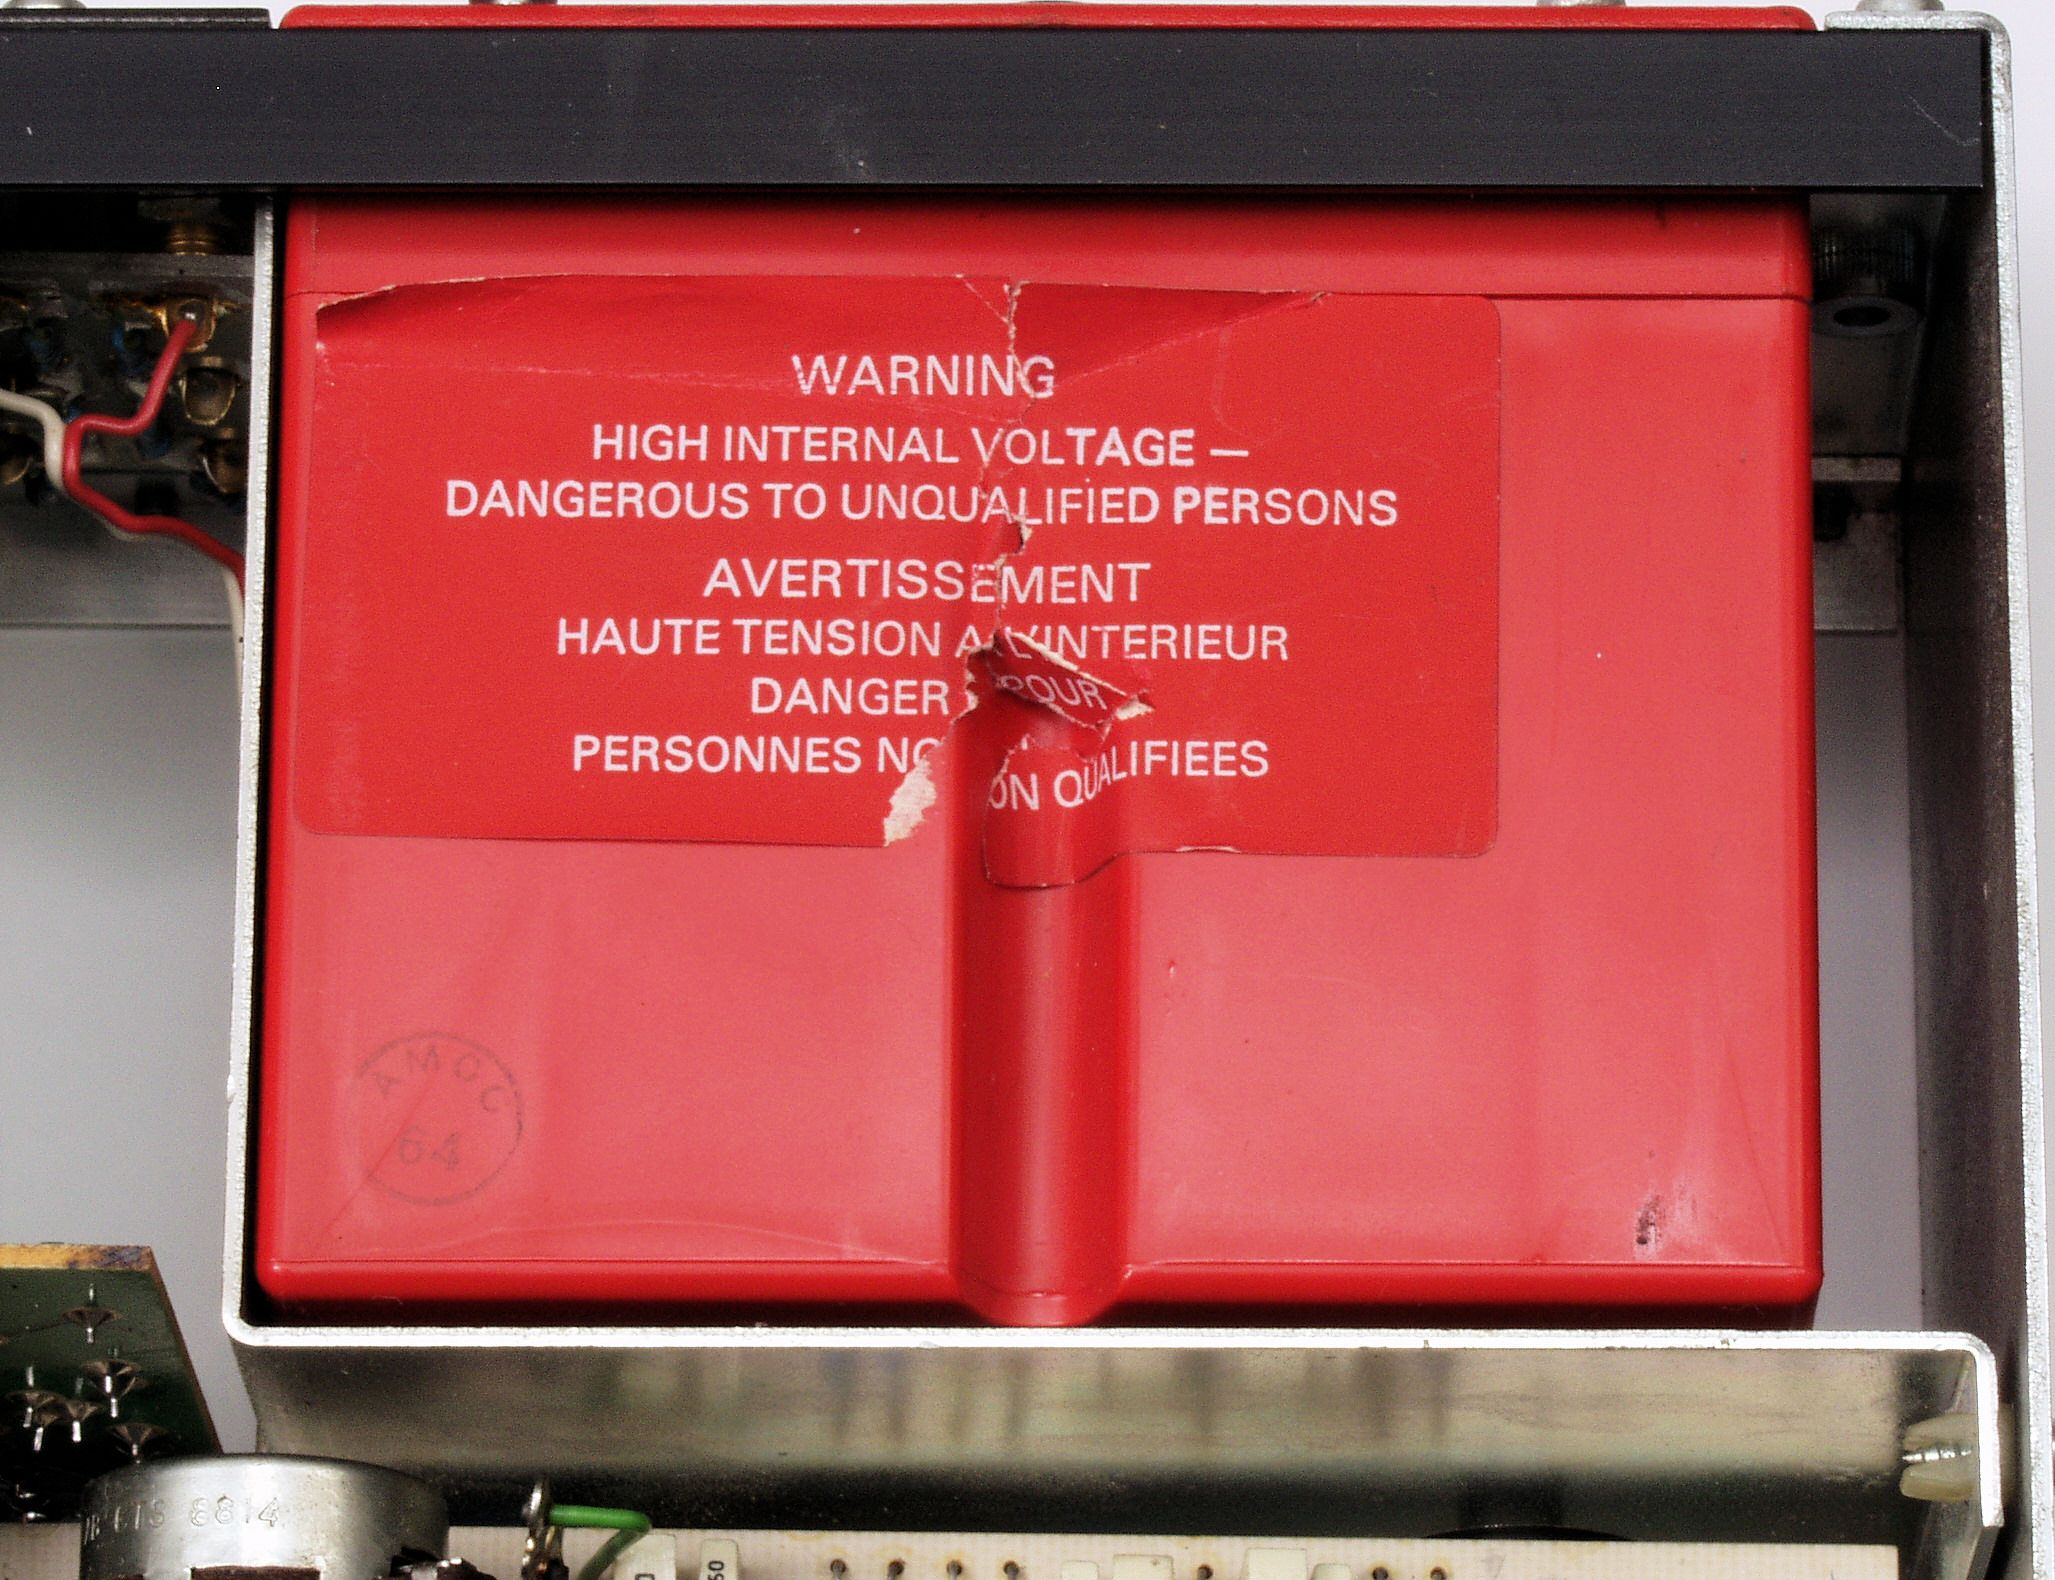 WARNING
HIGH INTERNAL VOLTAGE —
DANGEROUS TO UNQUALIFIED PERSONS
AVERTISSEMENT
HAUTE TENSION A L'INTERIEUR
DANGER POUR
PERSONNES NON QUALIFIEES
AMOC
64
CTS 8814